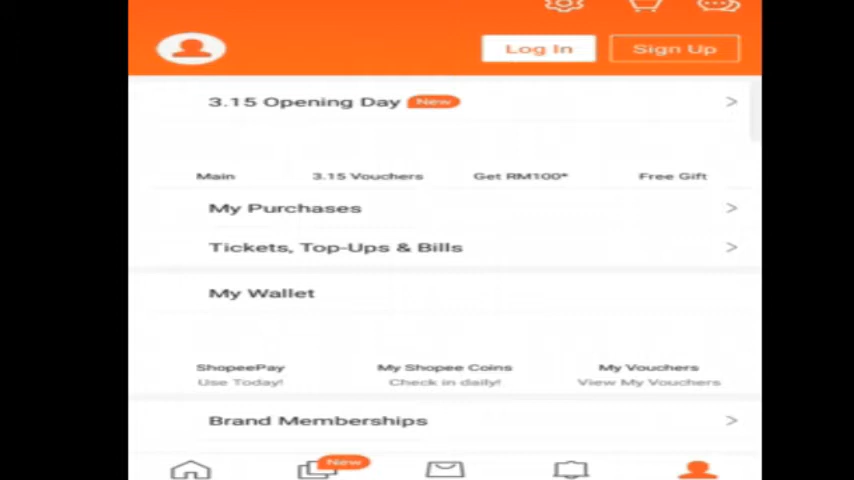 Log In Sign Up
3.15 Opening Day New
Main 3.15 Vouchers Get RM100* Free Gift
My Purchases
Tickets, Top-Ups & Bills
My Wallet
ShopeePay My Shopee Coins My Vouchers
Use Today! Check in daily! View My Vouchers
Brand Memberships
New